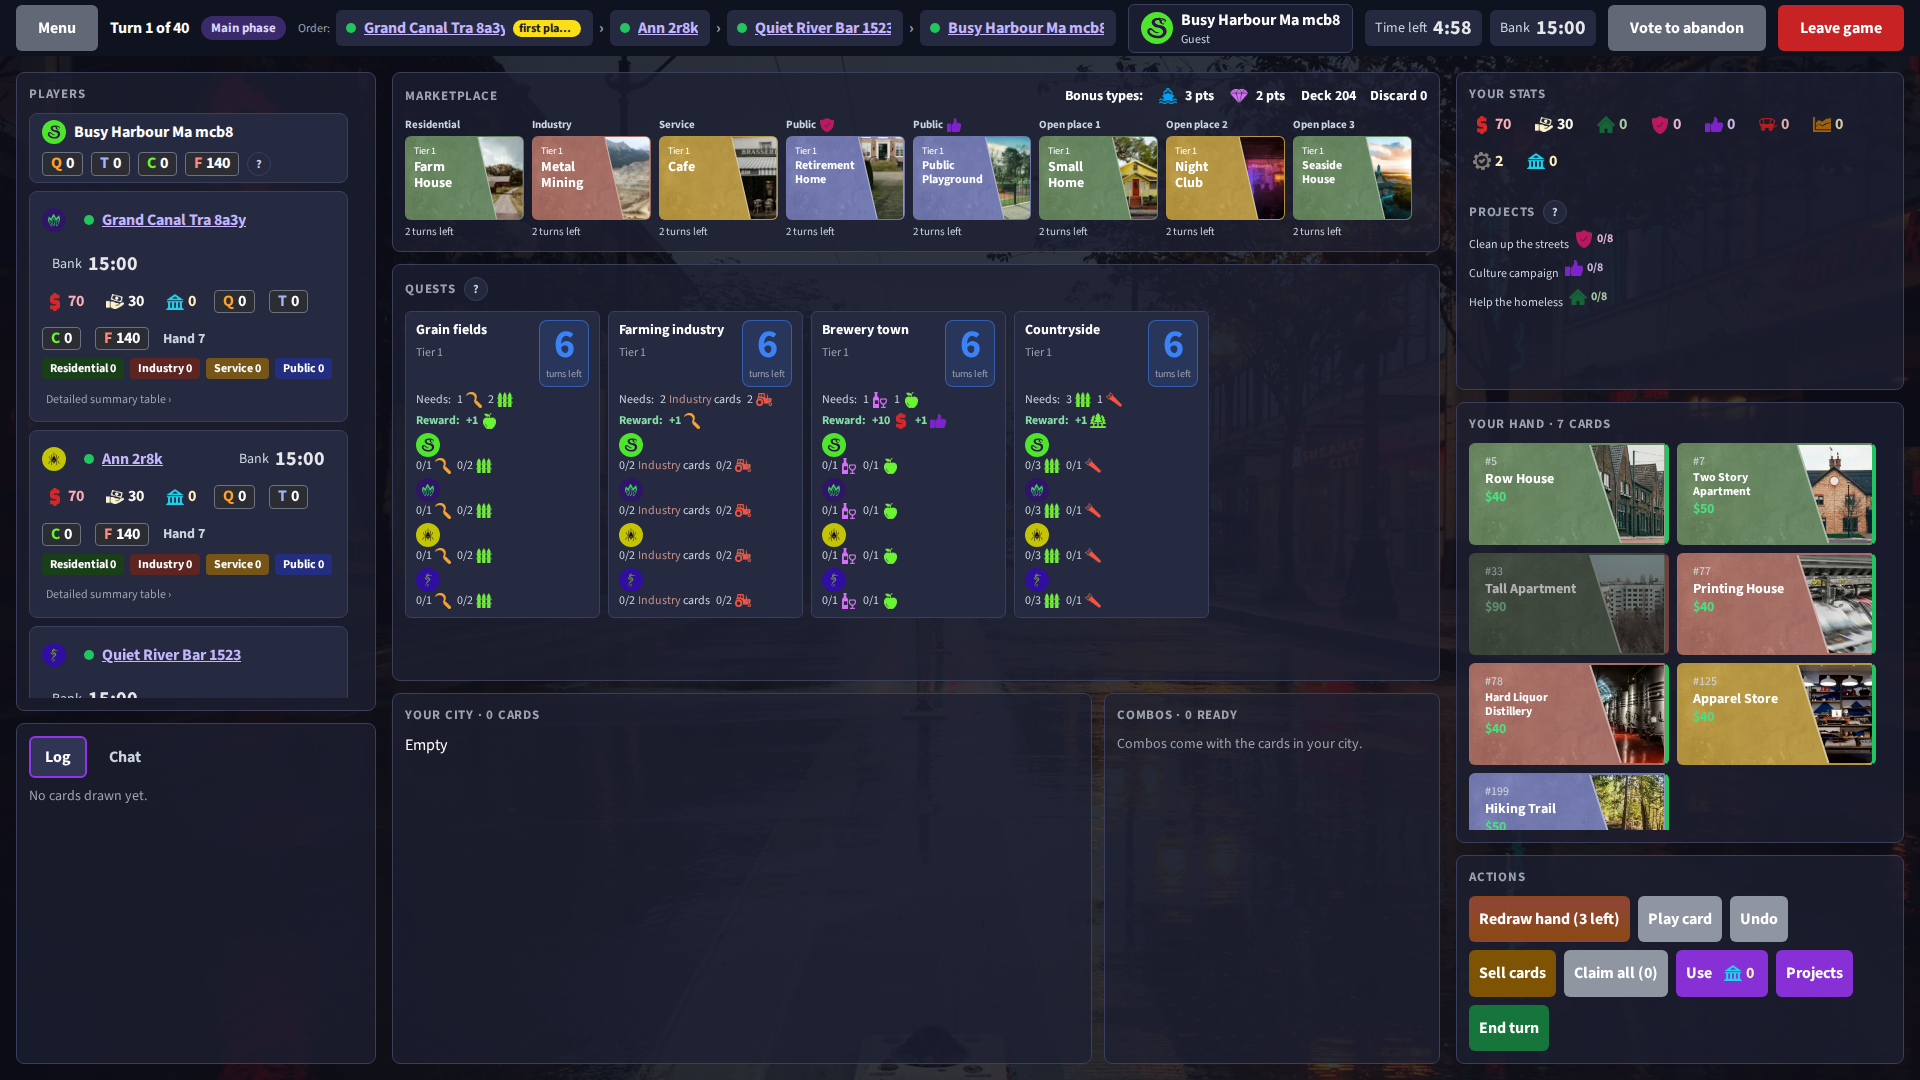 Menu
Turn 1 of 40
Main phase
Order:
Grand Canal Tra 8a3y
first pla...
›
Ann 2r8k
›
Quiet River Bar 1523
›
Busy Harbour Ma mcb8
Busy Harbour Ma mcb8
Guest
Time left 4:58
Bank 15:00
Vote to abandon
Leave game
PLAYERS
Busy Harbour Ma mcb8
Q 0 T 0 C 0 F 140 ?
Grand Canal Tra 8a3y
Bank 15:00
70 30 0 Q 0 T 0
C 0 F 140 Hand 7
Residential 0 Industry 0 Service 0 Public 0
Detailed summary table ›
Ann 2r8k Bank 15:00
70 30 0 Q 0 T 0
C 0 F 140 Hand 7
Residential 0 Industry 0 Service 0 Public 0
Detailed summary table ›
Quiet River Bar 1523
Bank 15:00
Log Chat
No cards drawn yet.
MARKETPLACE
Bonus types: 3 pts 2 pts Deck 204 Discard 0
Residential Industry Service Public Public Open place 1 Open place 2 Open place 3
Tier 1
Farm House
2 turns left
Tier 1
Metal Mining
2 turns left
Tier 1
Cafe
2 turns left
Tier 1
Retirement Home
2 turns left
Tier 1
Public Playground
2 turns left
Tier 1
Small Home
2 turns left
Tier 1
Night Club
2 turns left
Tier 1
Seaside House
2 turns left
QUESTS ?
Grain fields
Tier 1
6
turns left
Needs: 1 2
Reward: +1
0/1 0/2
0/1 0/2
0/1 0/2
0/1 0/2
Farming industry
Tier 1
6
turns left
Needs: 2 Industry cards 2
Reward: +1
0/2 Industry cards 0/2
0/2 Industry cards 0/2
0/2 Industry cards 0/2
0/2 Industry cards 0/2
Brewery town
Tier 1
6
turns left
Needs: 1 1
Reward: +10 +1
0/1 0/1
0/1 0/1
0/1 0/1
0/1 0/1
Countryside
Tier 1
6
turns left
Needs: 3 1
Reward: +1
0/3 0/1
0/3 0/1
0/3 0/1
0/3 0/1
YOUR CITY · 0 CARDS
Empty
COMBOS · 0 READY
Combos come with the cards in your city.
YOUR STATS
70 30 0 0 0 0 0
2 0
PROJECTS ?
Clean up the streets 0/8
Culture campaign 0/8
Help the homeless 0/8
YOUR HAND · 7 CARDS
#5
Row House
$40
#7
Two Story Apartment
$50
#33
Tall Apartment
$90
#77
Printing House
$40
#78
Hard Liquor Distillery
$40
#125
Apparel Store
$40
#199
Hiking Trail
$50
ACTIONS
Redraw hand (3 left) Play card Undo
Sell cards Claim all (0) Use 0 Projects
End turn